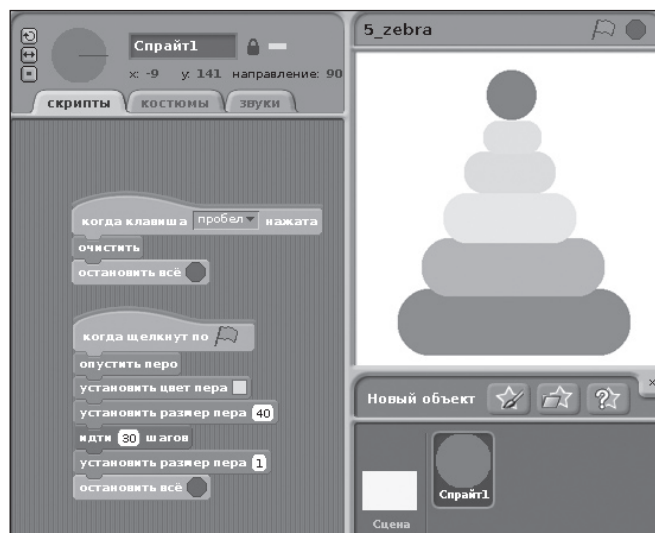 Спрайт1
x: -9 y: 141 направление: 90
скрипты костюмы звуки
когда клавиша пробел нажата
очистить
остановить всё
когда щелкнут по
опустить перо
установить цвет пера
установить размер пера 40
идти 30 шагов
установить размер пера 1
остановить всё
5_zebra
Новый объект
Сцена
Спрайт1